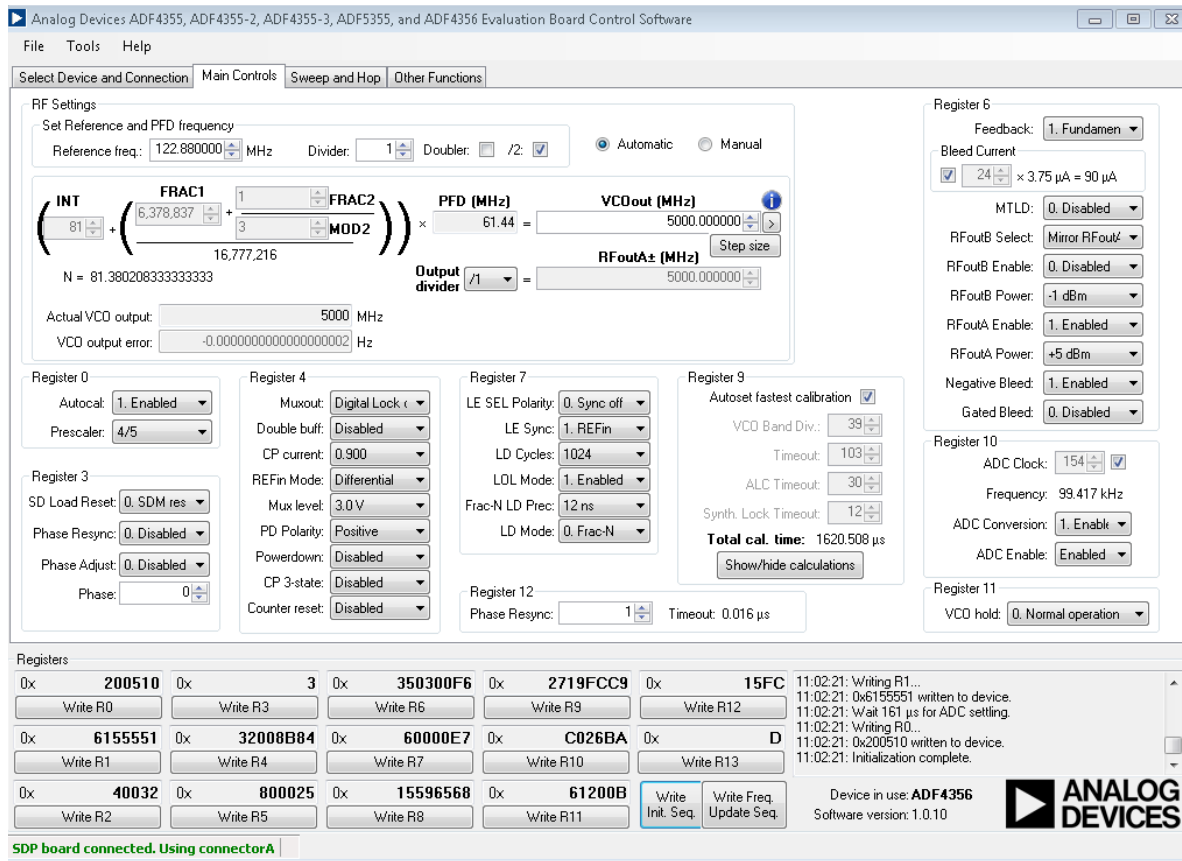 Analog Devices ADF4355, ADF4355-2, ADF4355-3, ADF5355, and ADF4356 Evaluation Board Control Software
File Tools Help
Select Device and Connection Main Controls Sweep and Hop Other Functions
RF Settings
Set Reference and PFD frequency
Reference freq.: 122.880000 MHz Divider: 1 Doubler: /2:
Automatic Manual
INT 81 +
FRAC1 6,378,837 +
1 FRAC2
3 MOD2
16,777,216
× PFD (MHz) 61.44 =
VCOout (MHz) 5000.000000 >
Step size
N = 81.380208333333333
Output divider /1 =
RFoutA± (MHz) 5000.000000
Actual VCO output: 5000 MHz
VCO output error: -0.0000000000000000002 Hz
Register 0
Autocal: 1. Enabled
Prescaler: 4/5
Register 3
SD Load Reset: 0. SDM res
Phase Resync: 0. Disabled
Phase Adjust: 0. Disabled
Phase: 0
Register 4
Muxout: Digital Lock
Double buff: Disabled
CP current: 0.900
REFin Mode: Differential
Mux level: 3.0 V
PD Polarity: Positive
Powerdown: Disabled
CP 3-state: Disabled
Counter reset: Disabled
Register 7
LE SEL Polarity: 0. Sync off
LE Sync: 1. REFin
LD Cycles: 1024
LOL Mode: 1. Enabled
Frac-N LD Prec: 12 ns
LD Mode: 0. Frac-N
Register 12
Phase Resync: 1 Timeout: 0.016 µs
Register 9
Autoset fastest calibration
VCO Band Div.: 39
Timeout: 103
ALC Timeout: 30
Synth. Lock Timeout: 12
Total cal. time: 1620.508 µs
Show/hide calculations
Register 6
Feedback: 1. Fundamen
Bleed Current
24 × 3.75 µA = 90 µA
MTLD: 0. Disabled
RFoutB Select: Mirror RFoutA
RFoutB Enable: 0. Disabled
RFoutB Power: -1 dBm
RFoutA Enable: 1. Enabled
RFoutA Power: +5 dBm
Negative Bleed: 1. Enabled
Gated Bleed: 0. Disabled
Register 10
ADC Clock: 154
Frequency: 99.417 kHz
ADC Conversion: 1. Enable
ADC Enable: Enabled
Register 11
VCO hold: 0. Normal operation
Registers
0x 200510 0x 3 0x 350300F6 0x 2719FCC9 0x 15FC
Write R0 Write R3 Write R6 Write R9 Write R12
0x 6155551 0x 32008B84 0x 60000E7 0x C026BA 0x D
Write R1 Write R4 Write R7 Write R10 Write R13
0x 40032 0x 800025 0x 15596568 0x 61200B
Write R2 Write R5 Write R8 Write R11
Write Init. Seq. Write Freq. Update Seq.
11:02:21: Writing R1...
11:02:21: 0x6155551 written to device.
11:02:21: Wait 161 µs for ADC settling.
11:02:21: Writing R0...
11:02:21: 0x200510 written to device.
11:02:21: Initialization complete.
Device in use: ADF4356
Software version: 1.0.10
ANALOG
DEVICES
SDP board connected. Using connectorA